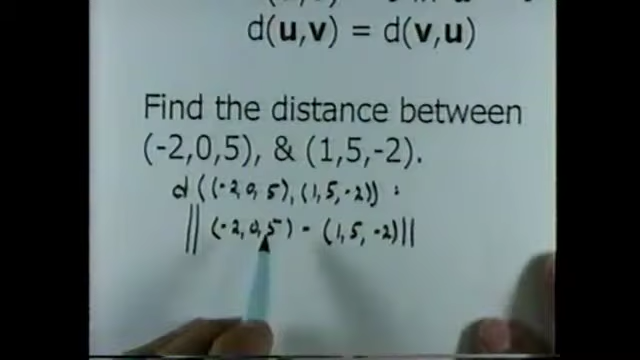 d(u,v) = d(v,u)
Find the distance between
(-2,0,5), & (1,5,-2).
d ((-2,0,5),(1,5,-2)) :
|| (-2,0,5) - (1,5,-2)||